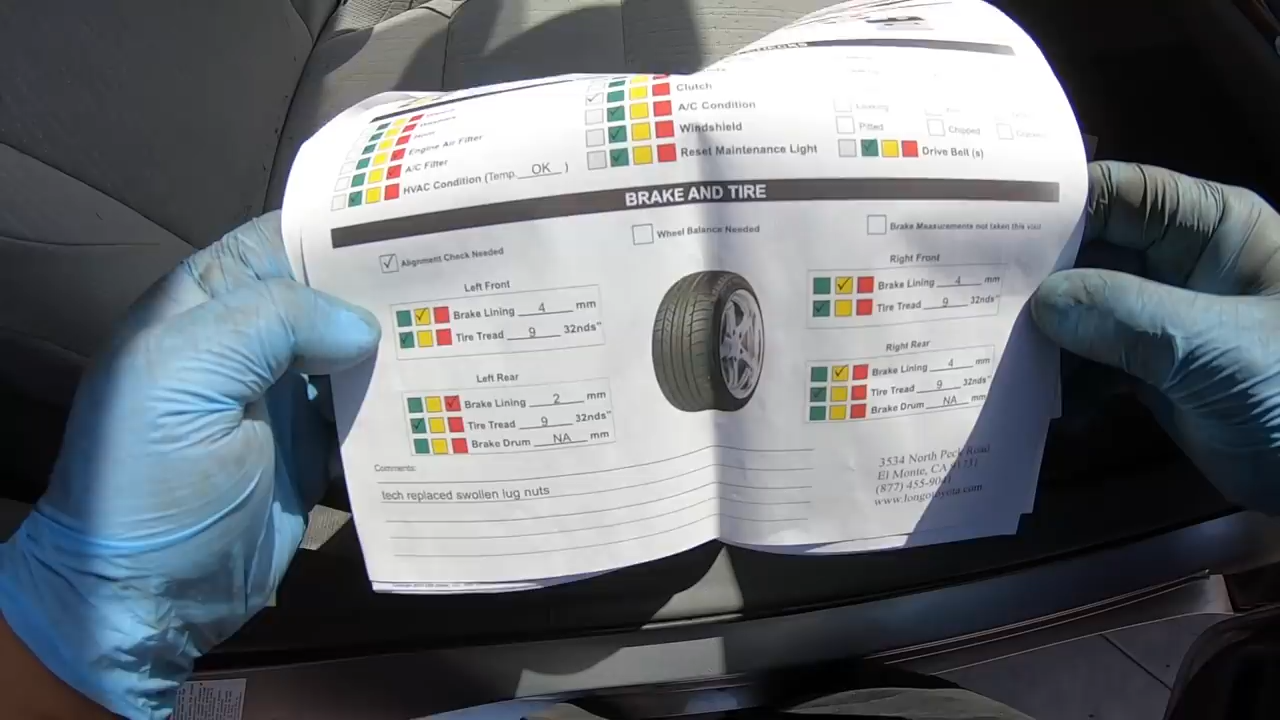 Clutch
A/C Condition
Windshield
Reset Maintenance Light
Leaking
Pitted
Chipped
Drive Belt (s)
Engine Air Filter
A/C Filter
HVAC Condition (Temp. OK )
BRAKE AND TIRE
Alignment Check Needed
Wheel Balance Needed
Brake Measurements not taken this visit
Left Front
Brake Lining 4 mm
Tire Tread 9 32nds"
Left Rear
Brake Lining 2 mm
Tire Tread 9 32nds"
Brake Drum NA mm
Right Front
Brake Lining 4 mm
Tire Tread 9 32nds"
Right Rear
Brake Lining 4 mm
Tire Tread 9 32nds"
Brake Drum NA mm
Comments:
tech replaced swollen lug nuts
3534 North Peck Road
El Monte, CA 91731
(877) 455-9041
www.longotoyota.com